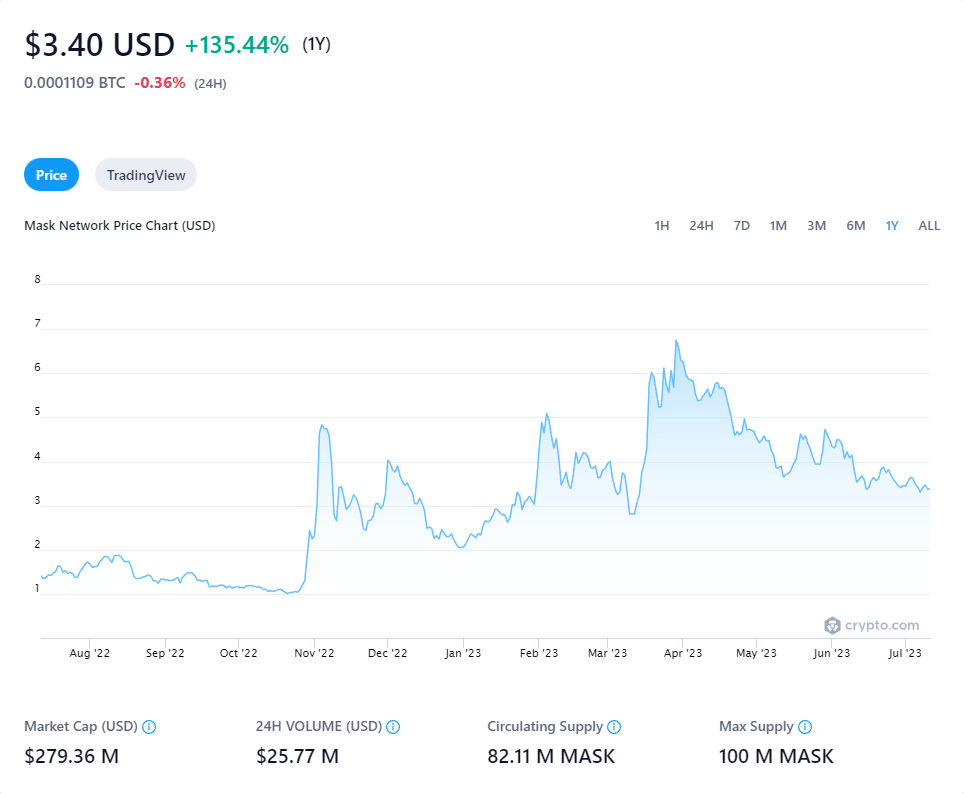 $3.40 USD +135.44% (1Y)
0.0001109 BTC -0.36% (24H)
Price TradingView
Mask Network Price Chart (USD) 1H 24H 7D 1M 3M 6M 1Y ALL
8
7
6
5
4
3
2
1
crypto.com
Aug '22 Sep '22 Oct '22 Nov '22 Dec '22 Jan '23 Feb '23 Mar '23 Apr '23 May '23 Jun '23 Jul '23
Market Cap (USD) 24H VOLUME (USD) Circulating Supply Max Supply
$279.36 M $25.77 M 82.11 M MASK 100 M MASK